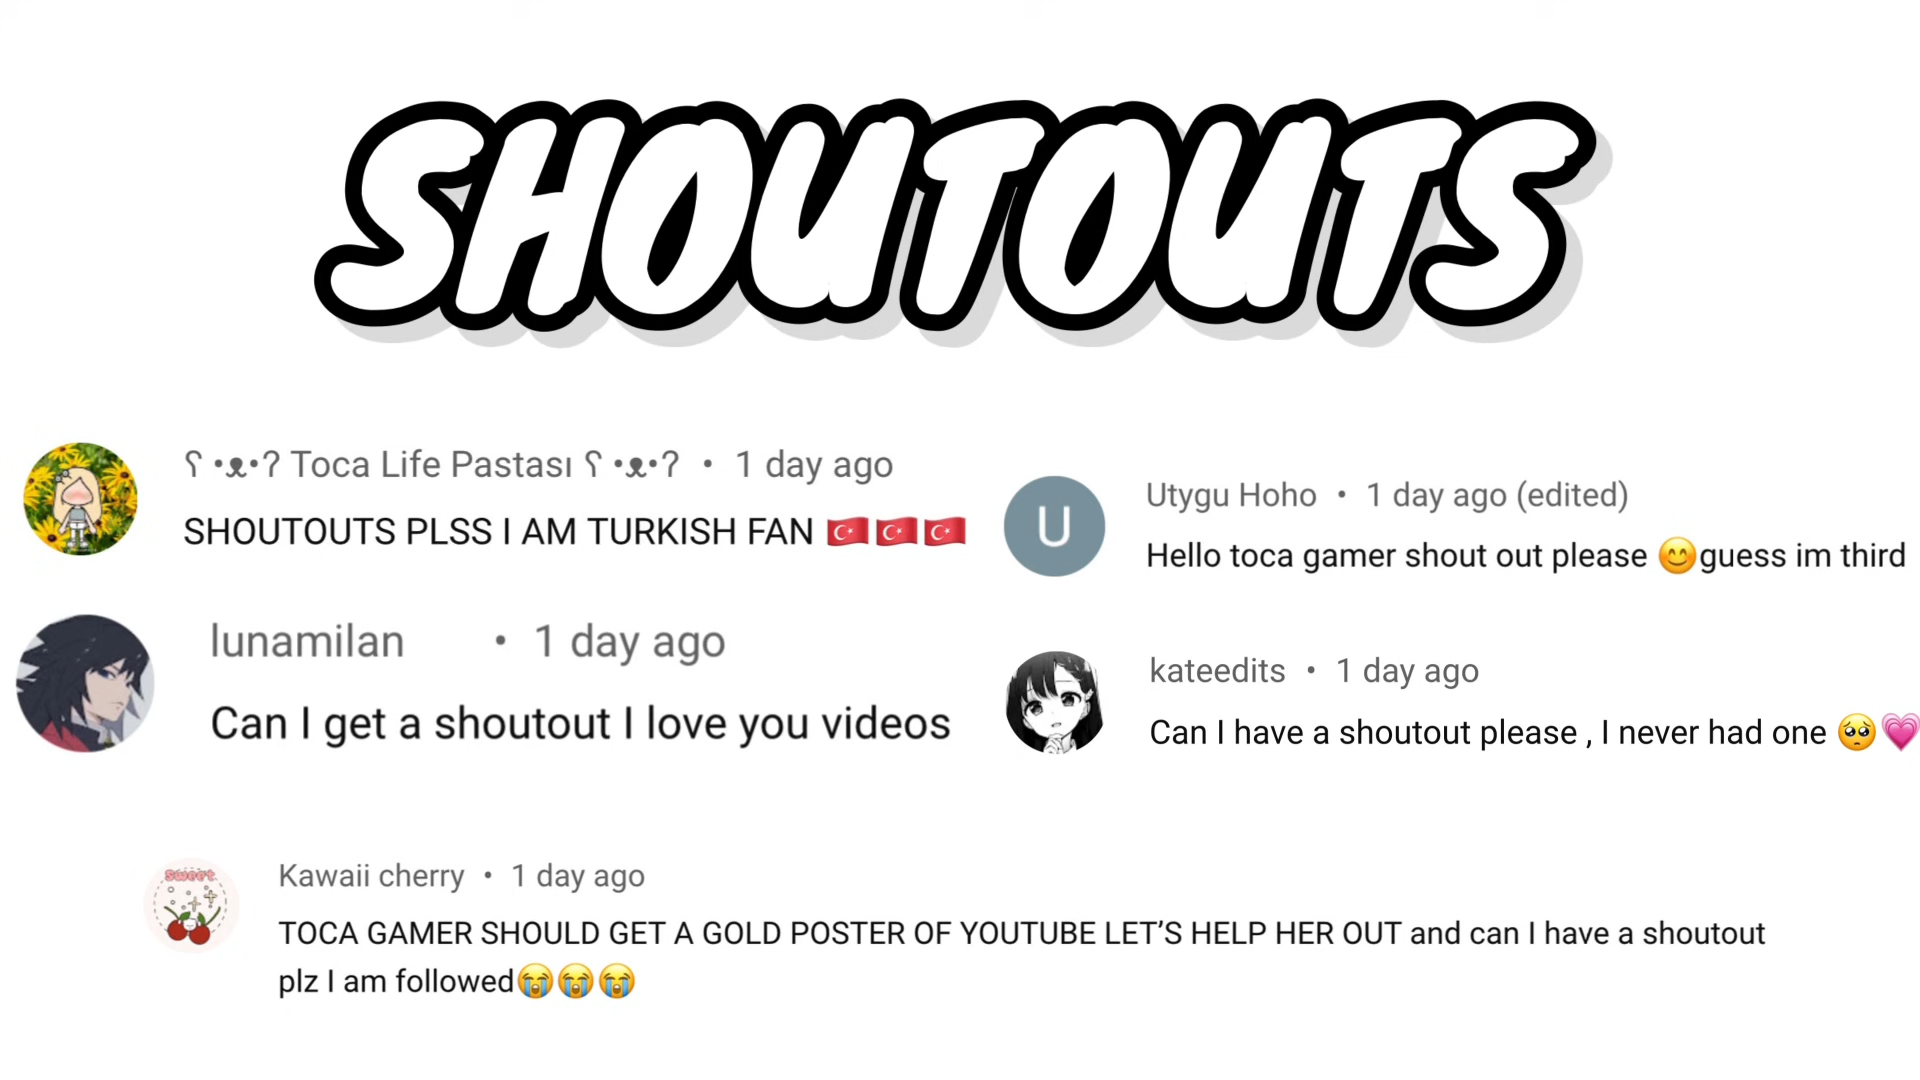 SHOUTOUTS
ʕ •ᴥ•ʔ Toca Life Pastası ʕ •ᴥ•ʔ • 1 day ago
SHOUTOUTS PLSS I AM TURKISH FAN 🇹🇷🇹🇷🇹🇷
Utygu Hoho • 1 day ago (edited)
Hello toca gamer shout out please 😊guess im third
lunamilan • 1 day ago
Can I get a shoutout I love you videos
kateedits • 1 day ago
Can I have a shoutout please , I never had one 🥺💗
sweet
Kawaii cherry • 1 day ago
TOCA GAMER SHOULD GET A GOLD POSTER OF YOUTUBE LET’S HELP HER OUT and can I have a shoutout
plz I am followed😭😭😭
U